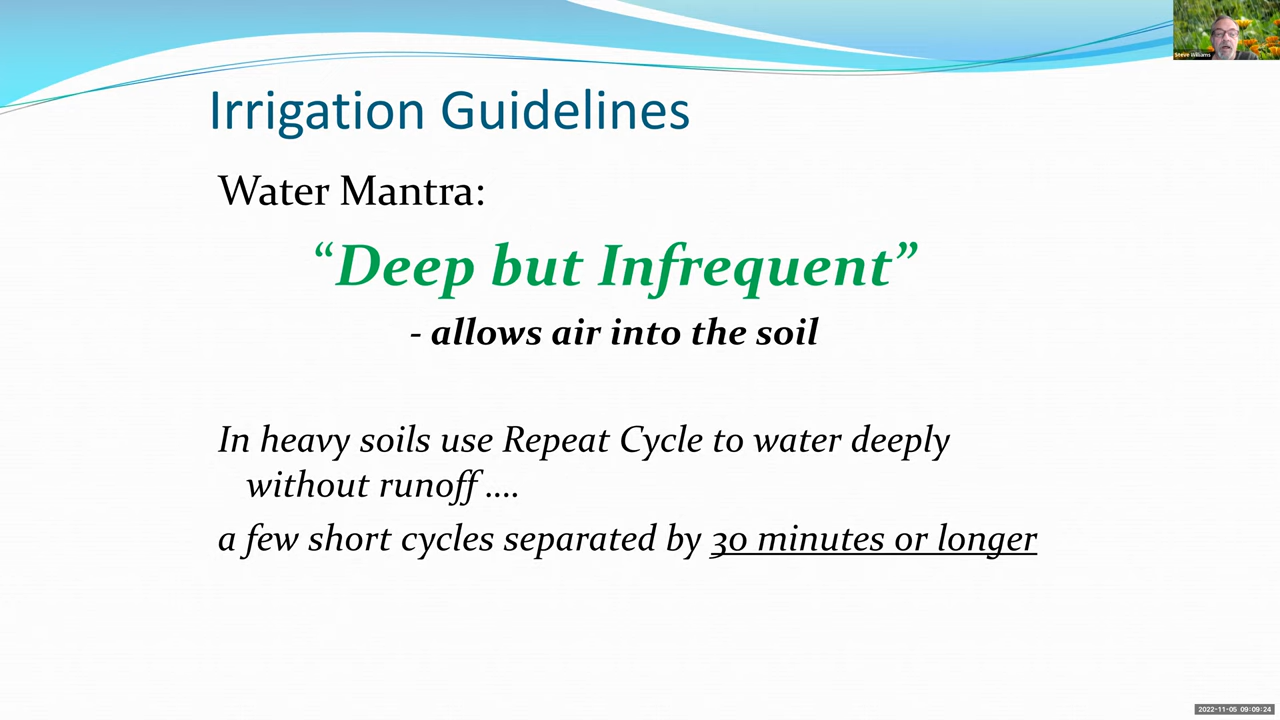 Steve Williams
Irrigation Guidelines
Water Mantra:
“Deep but Infrequent”
- allows air into the soil
In heavy soils use Repeat Cycle to water deeply
without runoff ....
a few short cycles separated by 30 minutes or longer
2022-11-05 09:09:24